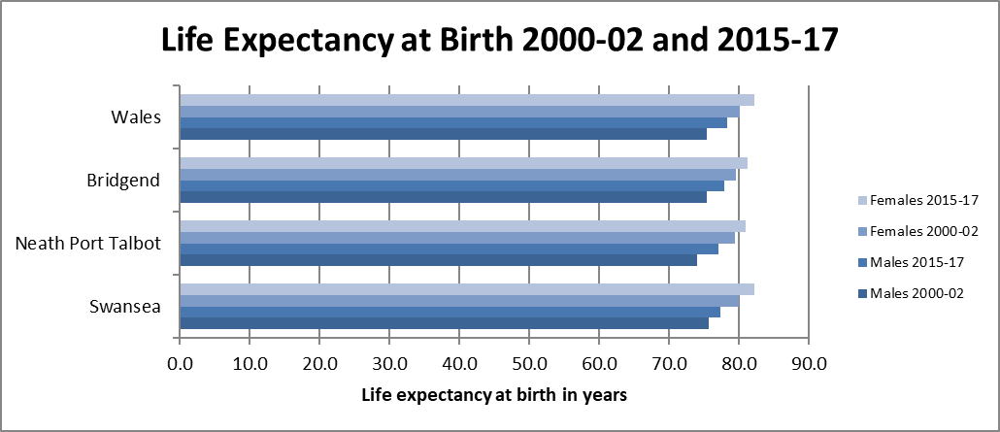 Life Expectancy at Birth 2000-02 and 2015-17
Wales
Bridgend
Neath Port Talbot
Swansea
0.0 10.0 20.0 30.0 40.0 50.0 60.0 70.0 80.0 90.0
Life expectancy at birth in years
Females 2015-17
Females 2000-02
Males 2015-17
Males 2000-02